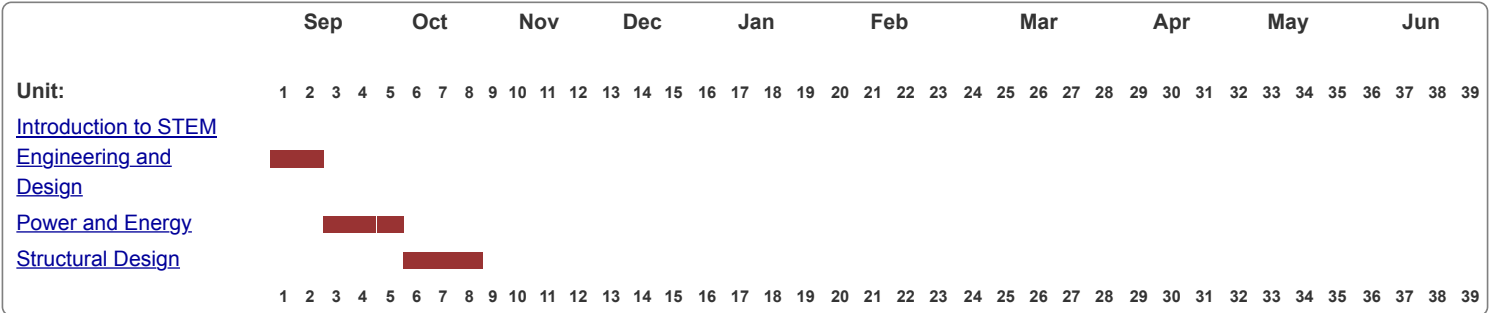 Sep Oct Nov Dec Jan Feb Mar Apr May Jun
Unit: 1 2 3 4 5 6 7 8 9 10 11 12 13 14 15 16 17 18 19 20 21 22 23 24 25 26 27 28 29 30 31 32 33 34 35 36 37 38 39
Introduction to STEM
Engineering and
Design
Power and Energy
Structural Design
1 2 3 4 5 6 7 8 9 10 11 12 13 14 15 16 17 18 19 20 21 22 23 24 25 26 27 28 29 30 31 32 33 34 35 36 37 38 39